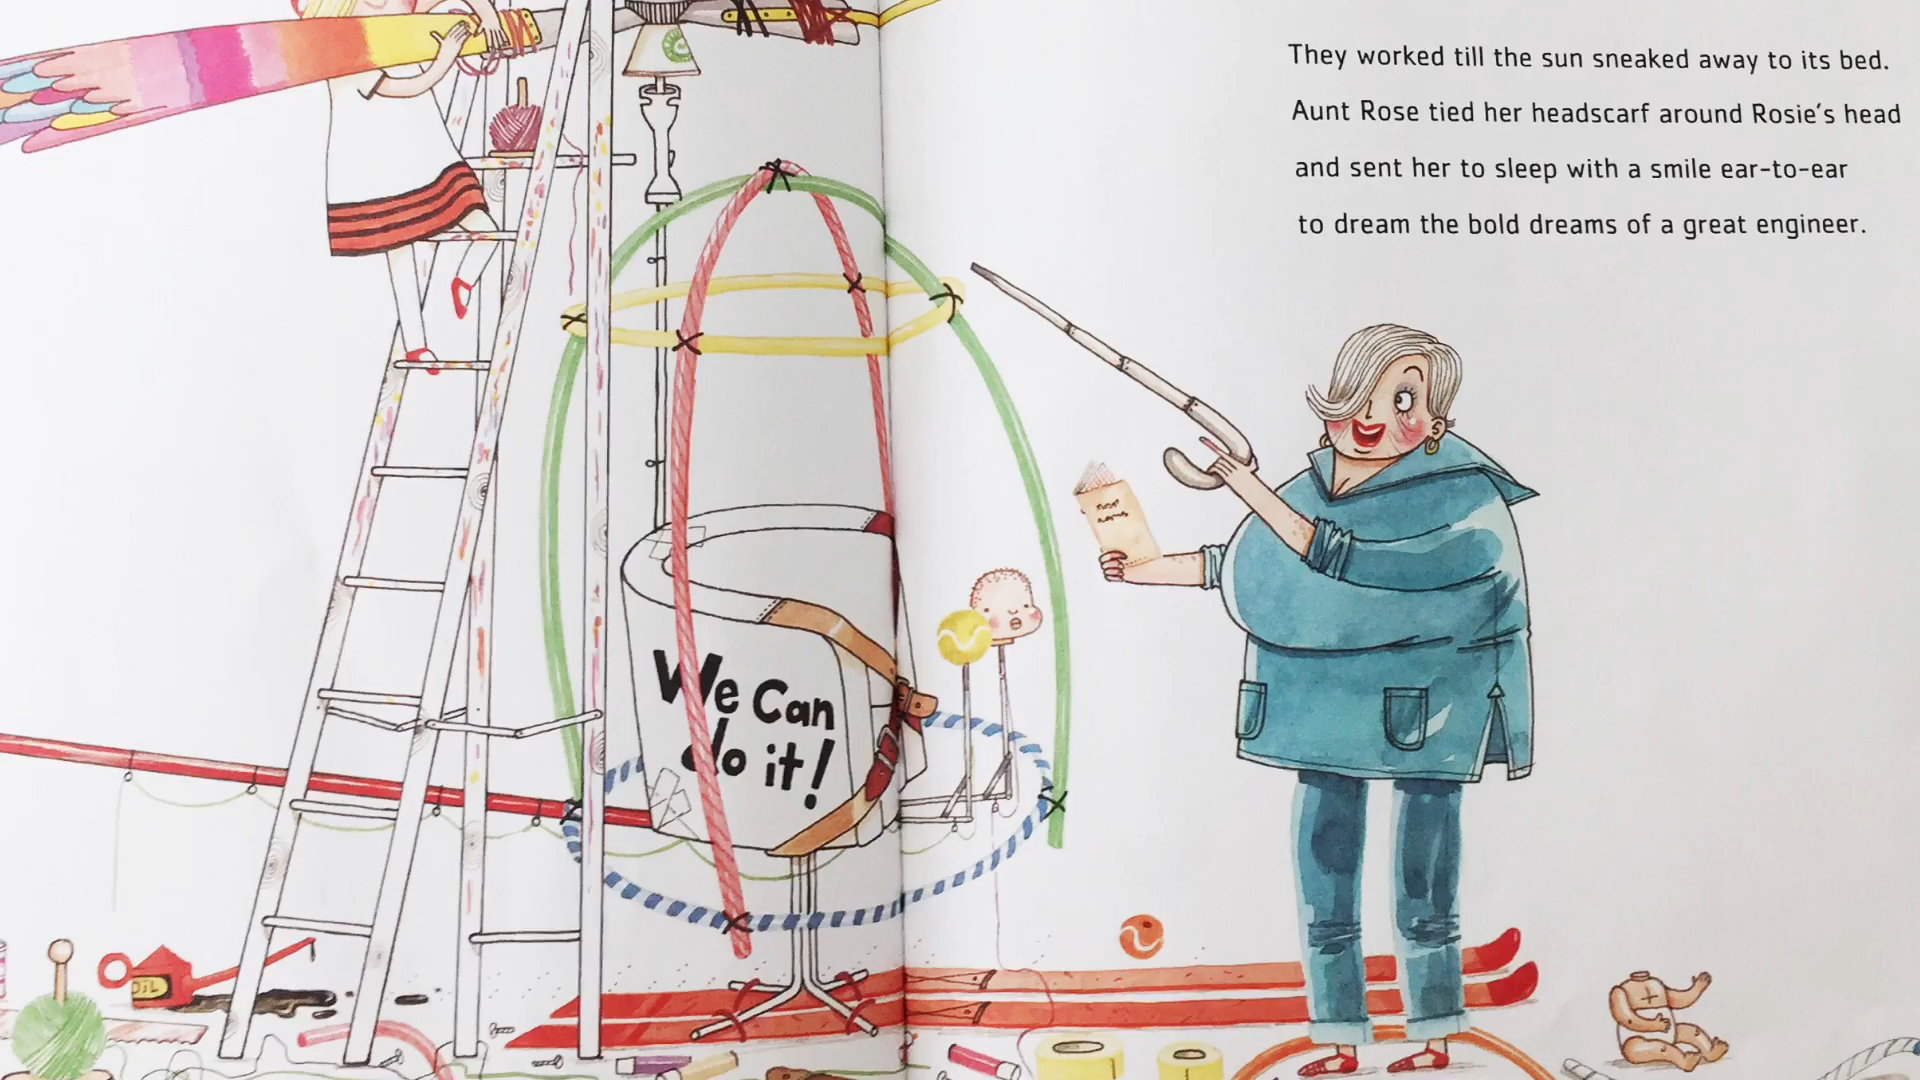 They worked till the sun sneaked away to its bed.
Aunt Rose tied her headscarf around Rosie's head
and sent her to sleep with a smile ear-to-ear
to dream the bold dreams of a great engineer.
We Can
do it!
OIL